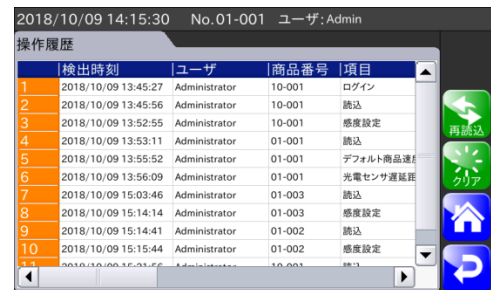 2018/10/09 14:15:30 No.01-001 ユーザ:Admin
操作履歴
|検出時刻 |ユーザ |商品番号 |項目
1 2018/10/09 13:45:27 Administrator 10-001 ログイン
2 2018/10/09 13:45:56 Administrator 10-001 読込
3 2018/10/09 13:52:55 Administrator 10-001 感度設定
4 2018/10/09 13:53:11 Administrator 01-001 読込
5 2018/10/09 13:55:52 Administrator 01-001 デフォルト商品速
6 2018/10/09 13:56:09 Administrator 01-001 光電センサ遅延距
7 2018/10/09 15:03:46 Administrator 01-003 読込
8 2018/10/09 15:14:14 Administrator 01-003 感度設定
9 2018/10/09 15:14:41 Administrator 01-002 読込
10 2018/10/09 15:15:44 Administrator 01-002 感度設定
再読込
クリア